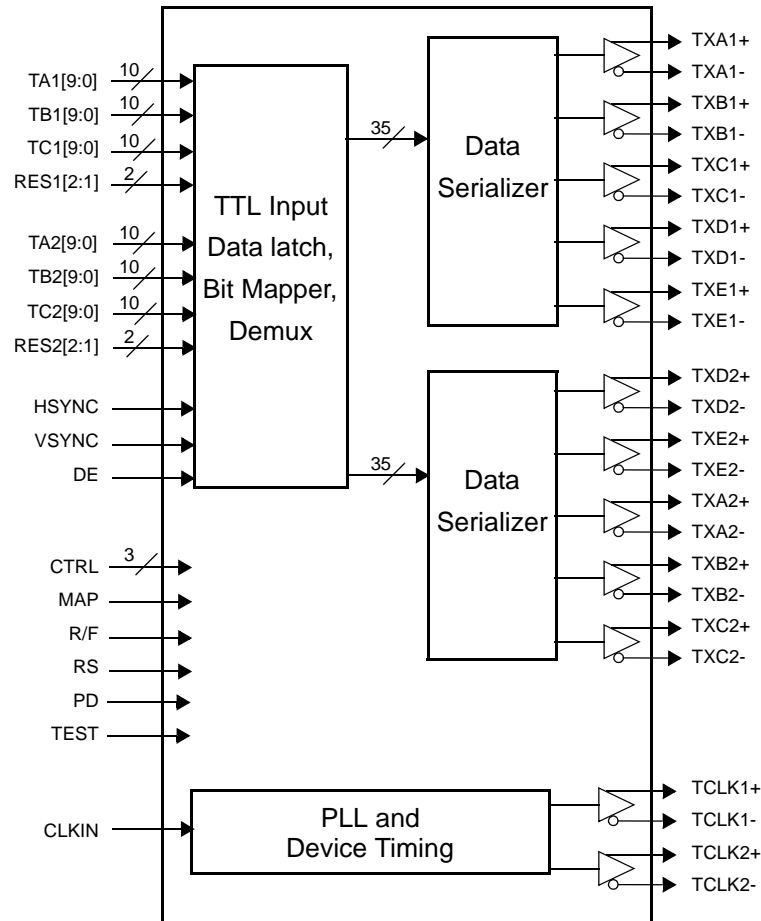 TA1[9:0] 10
TB1[9:0] 10
TC1[9:0] 10
RES1[2:1] 2
TA2[9:0] 10
TB2[9:0] 10
TC2[9:0] 10
RES2[2:1] 2
HSYNC
VSYNC
DE
CTRL 3
MAP
R/F
RS
PD
TEST
CLKIN
TTL Input
Data latch,
Bit Mapper,
Demux
35
35
Data
Serializer
Data
Serializer
PLL and
Device Timing
TXA1+
TXA1-
TXB1+
TXB1-
TXC1+
TXC1-
TXD1+
TXD1-
TXE1+
TXE1-
TXD2+
TXD2-
TXE2+
TXE2-
TXA2+
TXA2-
TXB2+
TXB2-
TXC2+
TXC2-
TCLK1+
TCLK1-
TCLK2+
TCLK2-